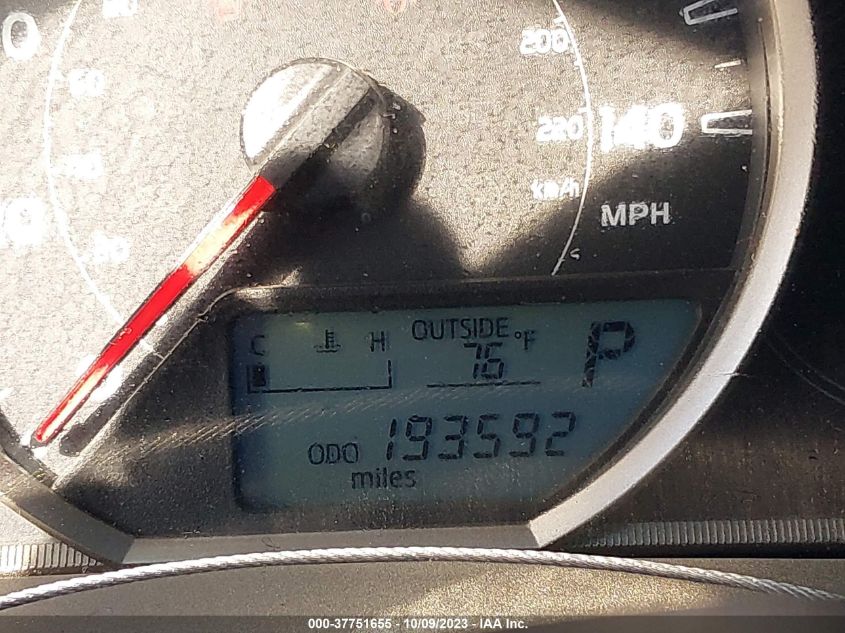 200
220
140
km/h
MPH
C H OUTSIDE 76 °F P
ODO 193592
miles
000-37751655 - 10/09/2023 - IAA Inc.